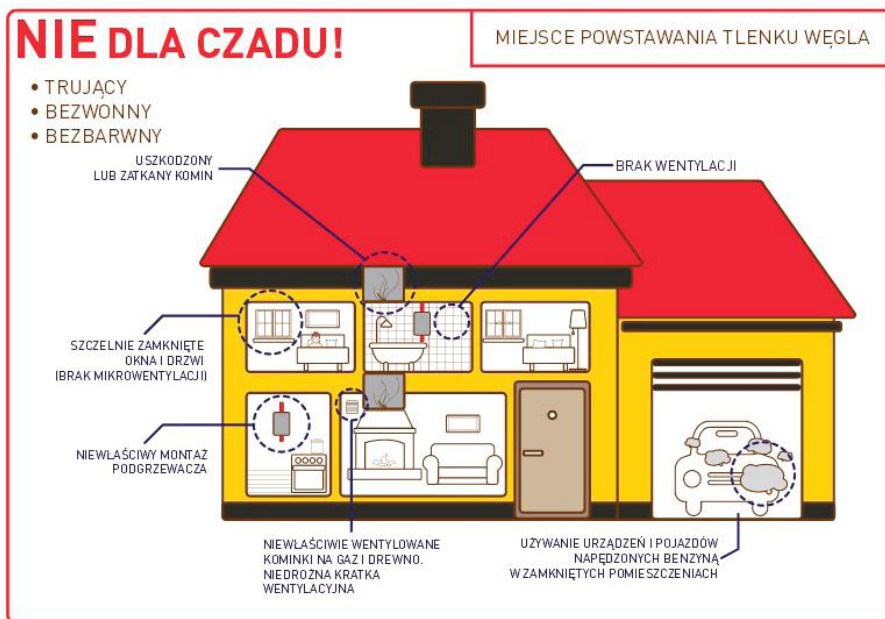 NIE DLA CZADU!
MIEJSCE POWSTAWANIA TLENKU WĘGLA
• TRUJĄCY
• BEZWONNY
• BEZBARWNY
USZKODZONY
LUB ZATKANY KOMIN
BRAK WENTYLACJI
SZCZELNIE ZAMKNIĘTE
OKNA I DRZWI
(BRAK MIKROWENTYLACJI)
NIEWŁAŚCIWY MONTAŻ
PODGRZEWACZA
NIEWŁAŚCIWIE WENTYLOWANE
KOMINKI NA GAZ I DREWNO.
NIEDROŻNA KRATKA
WENTYLACYJNA
UŻYWANIE URZĄDZEŃ I POJAZDÓW
NAPĘDZONYCH BENZYNĄ
W ZAMKNIĘTYCH POMIESZCZENIACH